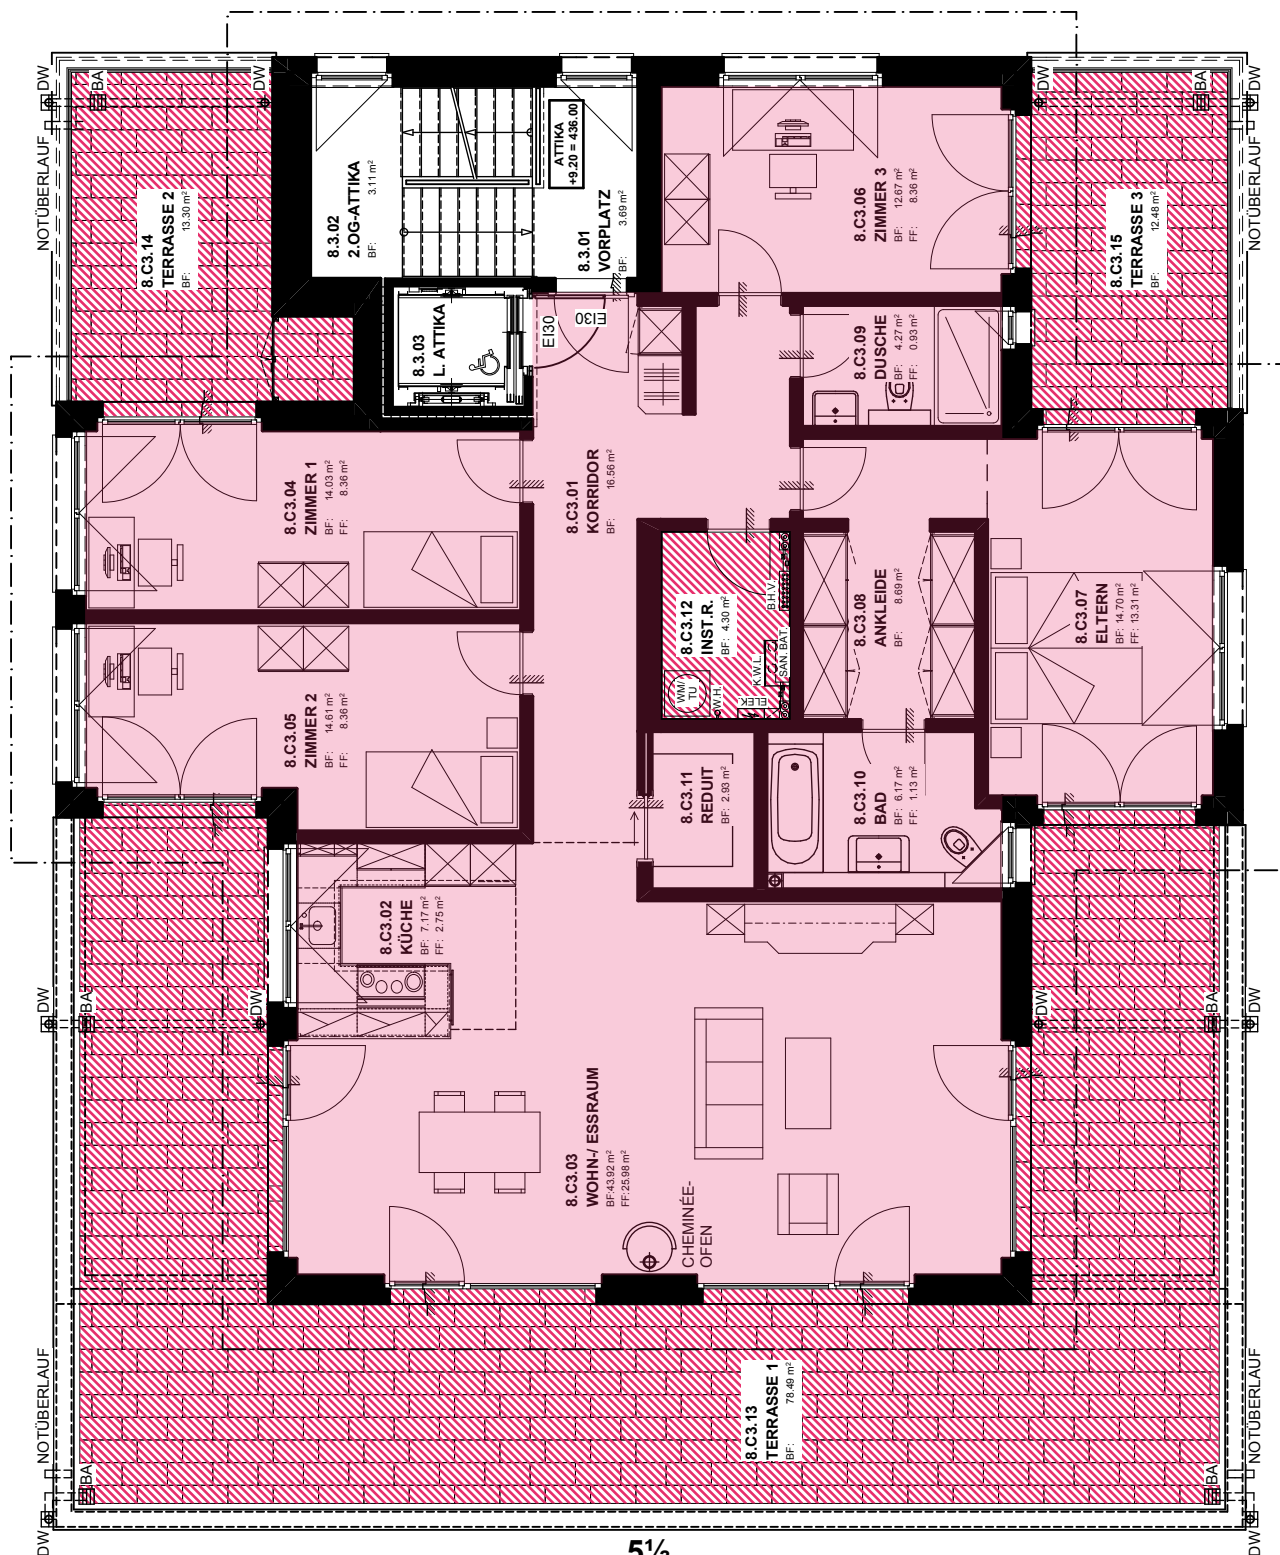 NOTÜBERLAUF
DW
BA
DW
8.C3.14
TERRASSE 2
BF: 13.30 m²
8.3.02
2.OG-ATTIKA
BF: 3.11 m²
ATTIKA
+9.20 = 436.00
8.3.01
VORPLATZ
BF: 3.69 m²
8.3.03
L. ATTIKA
EI30
EI30
8.C3.06
ZIMMER 3
BF: 12.67 m²
FF: 8.36 m²
DW
BA
DW
NOTÜBERLAUF
8.C3.15
TERRASSE 3
BF: 12.48 m²
8.C3.09
DUSCHE
BF: 4.27 m²
FF: 0.93 m²
8.C3.04
ZIMMER 1
BF: 14.03 m²
FF: 8.36 m²
8.C3.01
KORRIDOR
BF: 16.56 m²
8.C3.12
INST.R.
BF: 4.30 m²
WM/
TU
W.H.
ELEK.
K.W.L.
SAN. BAT.
B.H.V.
8.C3.08
ANKLEIDE
BF: 8.69 m²
8.C3.07
ELTERN
BF: 14.70 m²
FF: 13.31 m²
8.C3.05
ZIMMER 2
BF: 14.61 m²
FF: 8.36 m²
8.C3.11
REDUIT
BF: 2.93 m²
8.C3.10
BAD
BF: 6.17 m²
FF: 1.13 m²
8.C3.02
KÜCHE
BF: 7.17 m²
FF: 2.75 m²
DW
BA
DW
DW
BA
DW
8.C3.03
WOHN-/ ESSRAUM
BF:43.92 m²
FF:25.98 m²
CHEMINÉE-
OFEN
8.C3.13
TERRASSE 1
BF: 78.49 m²
NOTÜBERLAUF
BA
DW
NOTÜBERLAUF
BA
DW
5½